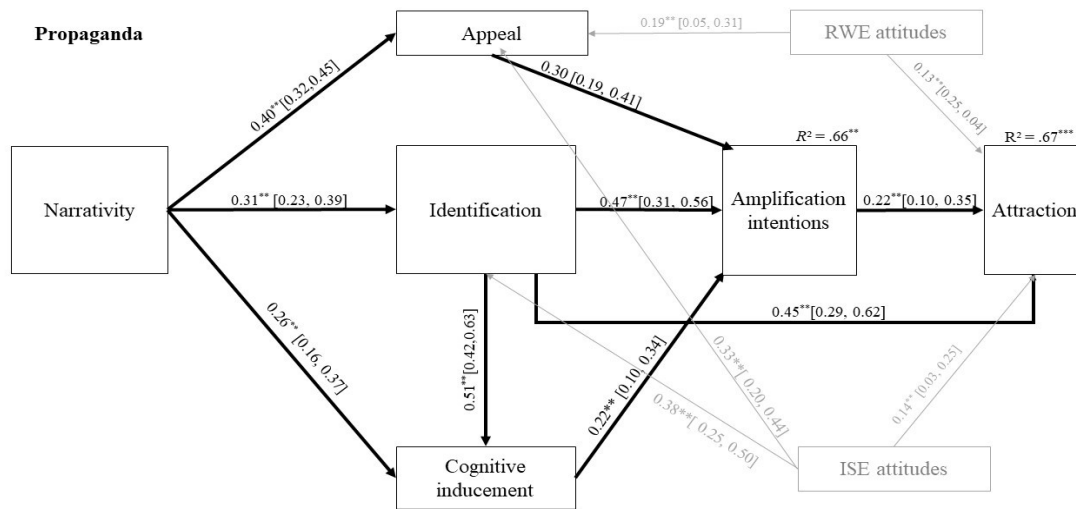 Propaganda
Appeal
RWE attitudes
0.19** [0.05, 0.31]
0.40**[0.32,0.45]
0.30 [0.19, 0.41]
0.13**[0.25, 0.04]
R² = .66**
R² = .67***
Narrativity
0.31** [0.23, 0.39]
Identification
0.47**[0.31, 0.56]
Amplification
intentions
0.22**[0.10, 0.35]
Attraction
0.26** [0.16, 0.37]
0.51**[0.42,0.63]
0.45**[0.29, 0.62]
0.22** [0.10, 0.34]
0.33**[ 0.20, 0.44]
0.38**[ 0.25, 0.50]
0.14** [0.03, 0.25]
Cognitive
inducement
ISE attitudes